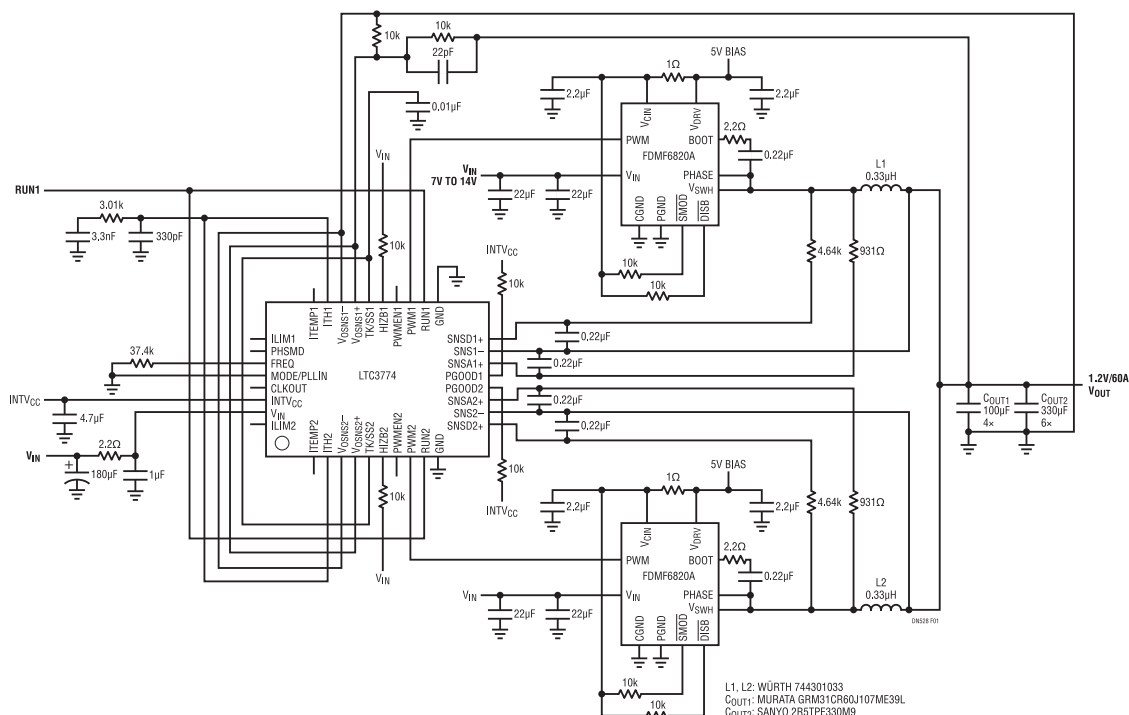 10k
10k
22pF
0.01µF
5V BIAS
1Ω
2.2µF
2.2µF
VCIN
VDRV
PWM
BOOT
2.2Ω
0.22µF
FDMF6820A
VIN
7V TO 14V
VIN
PHASE
VSWH
22µF
22µF
CGND
PGND
SMOD
DISB
10k
10k
L1
0.33µH
4.64k
931Ω
VIN
10k
RUN1
3.01k
3.3nF
330pF
INTVCC
10k
ITEMP1
ITH1
VOSNS1–
VOSNS1+
TK/SS1
HIZB1
PWMEN1
PWM1
RUN1
GND
ILIM1
PHSMD
FREQ
MODE/PLLIN
CLKOUT
INTVCC
VIN
ILIM2
LTC3774
SNSD1+
SNS1–
SNSA1+
PGOOD1
PGOOD2
SNSA2+
SNS2–
SNSD2+
ITEMP2
ITH2
VOSNS2–
VOSNS2+
TK/SS2
HIZB2
PWMEN2
PWM2
RUN2
GND
0.22µF
0.22µF
0.22µF
0.22µF
37.4k
INTVCC
4.7µF
VIN
2.2Ω
180µF
1µF
10k
VIN
10k
INTVCC
1.2V/60A
VOUT
COUT1
100µF
4×
COUT2
330µF
6×
5V BIAS
1Ω
2.2µF
2.2µF
VCIN
VDRV
4.64k
931Ω
PWM
BOOT
2.2Ω
0.22µF
FDMF6820A
VIN
VIN
PHASE
VSWH
22µF
22µF
CGND
PGND
SMOD
DISB
L2
0.33µH
DN528 F01
10k
10k
L1, L2: WÜRTH 744301033
COUT1: MURATA GRM31CR60J107ME39L
COUT2: SANYO 2R5TPE330M9